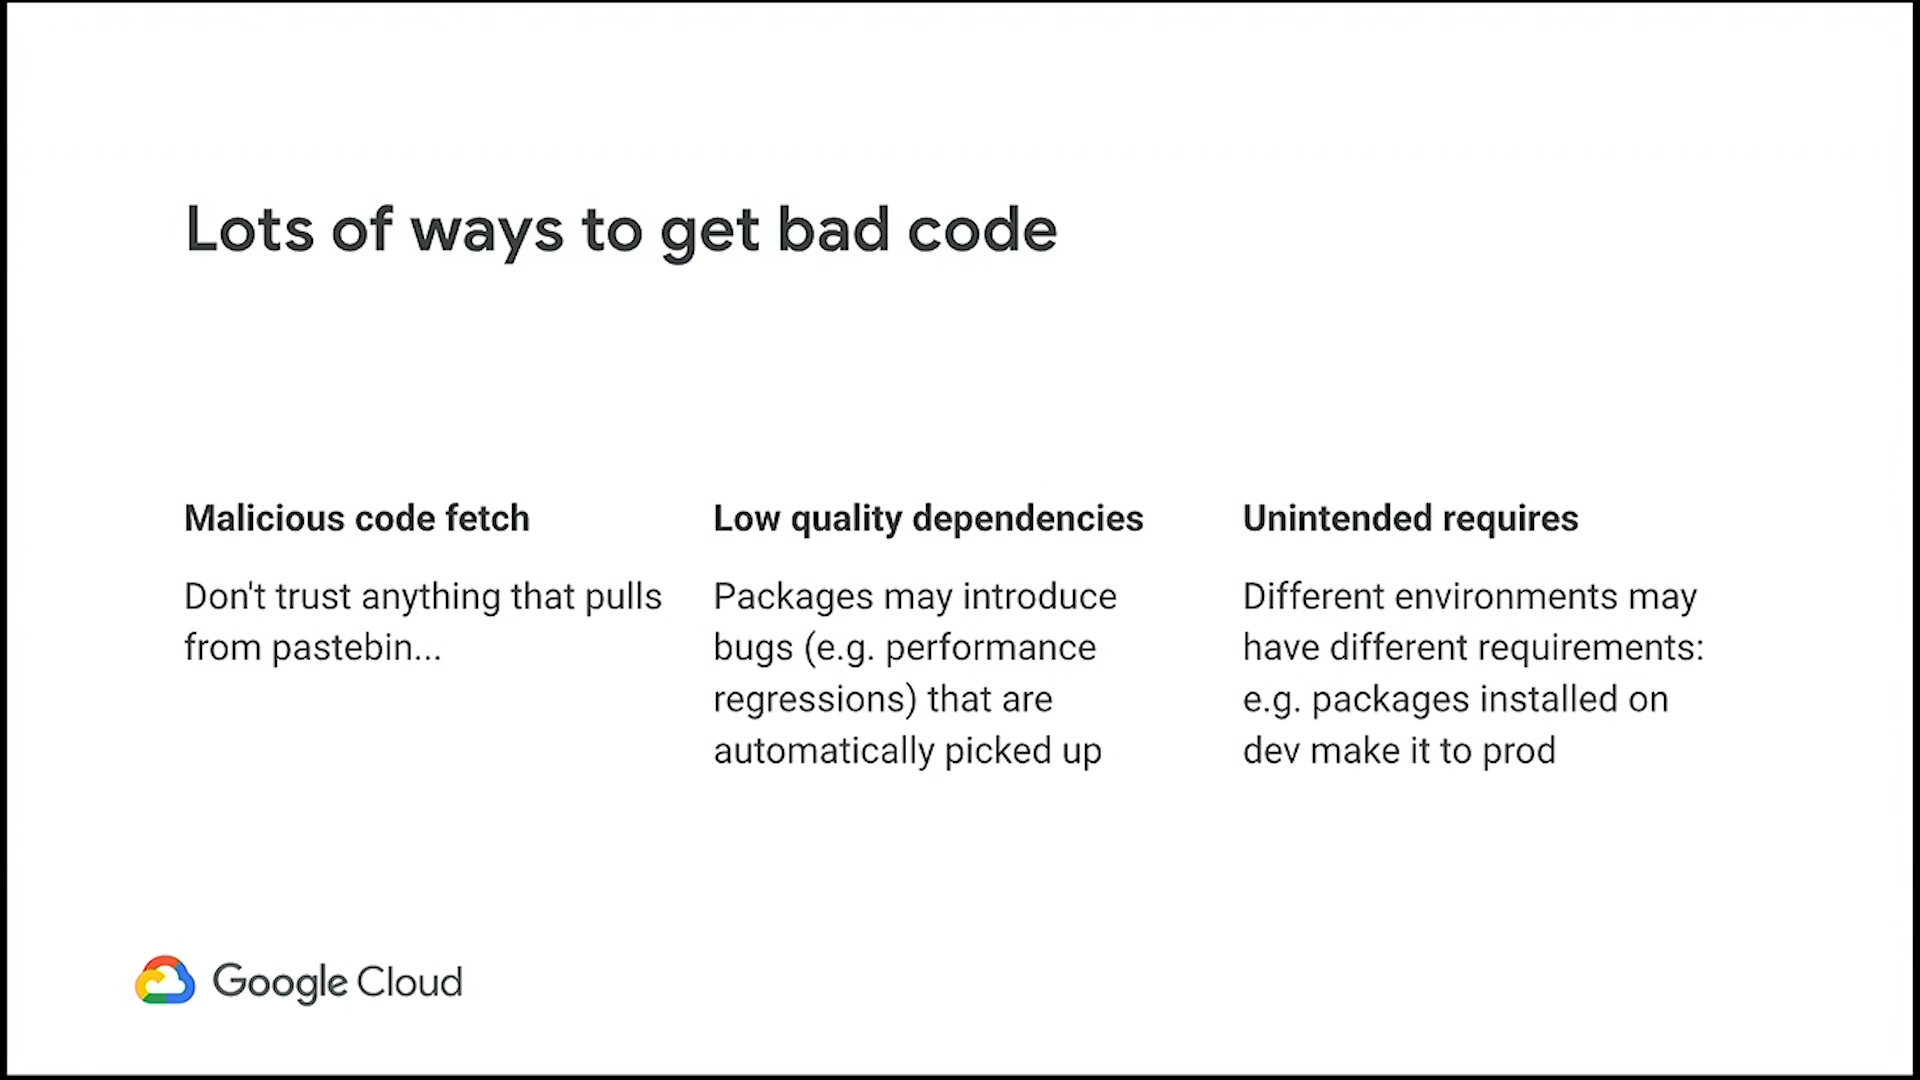 Lots of ways to get bad code
Malicious code fetch
Don't trust anything that pulls
from pastebin...
Low quality dependencies
Packages may introduce
bugs (e.g. performance
regressions) that are
automatically picked up
Unintended requires
Different environments may
have different requirements:
e.g. packages installed on
dev make it to prod
Google Cloud